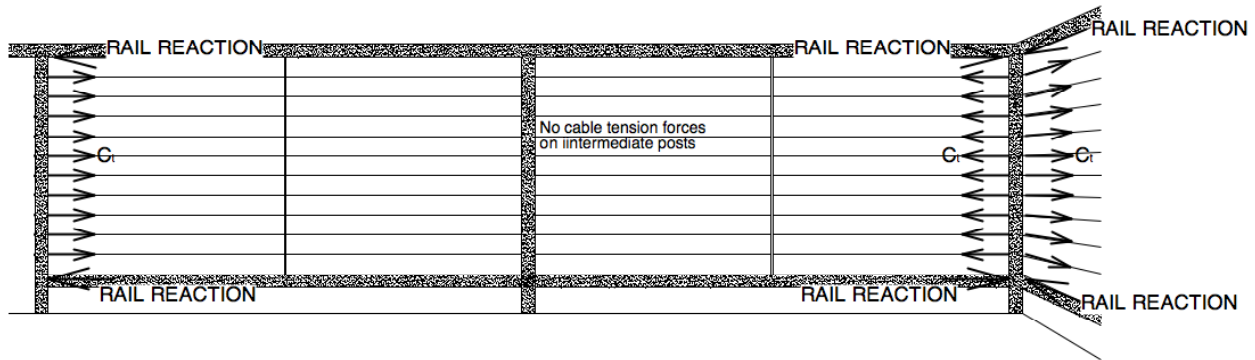 RAIL REACTION
RAIL REACTION
RAIL REACTION
No cable tension forces
on iintermediate posts
Ct
Ct
Ct
RAIL REACTION
RAIL REACTION
RAIL REACTION